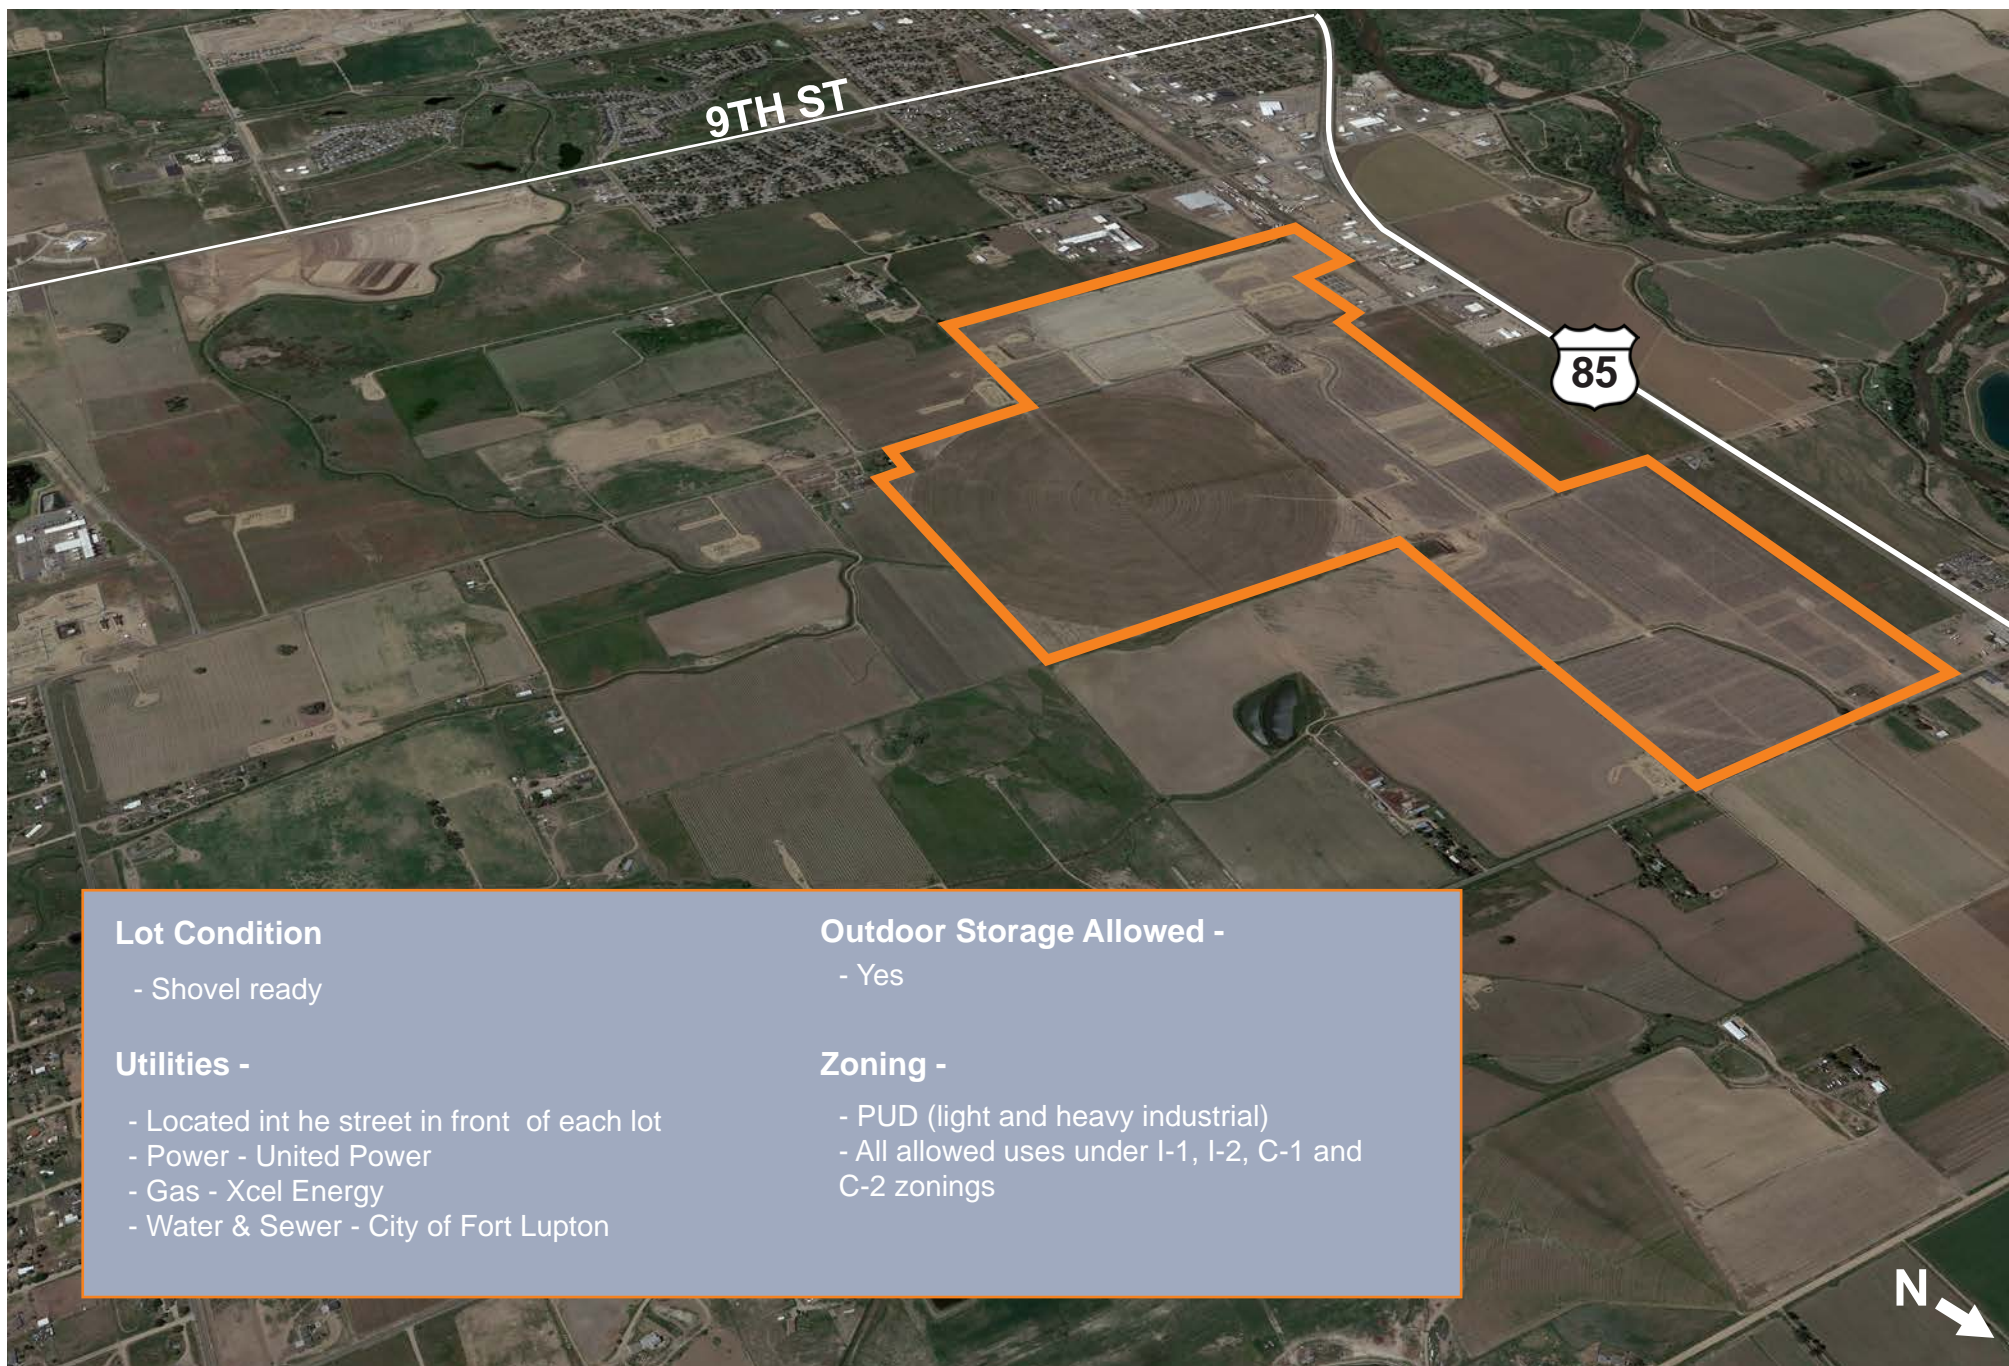 9TH ST
85
Lot Condition
- Shovel ready
Utilities -
- Located int he street in front  of each lot
- Power - United Power
- Gas - Xcel Energy
- Water & Sewer - City of Fort Lupton
Outdoor Storage Allowed -
- Yes
Zoning -
- PUD (light and heavy industrial)
- All allowed uses under I-1, I-2, C-1 and
C-2 zonings
N